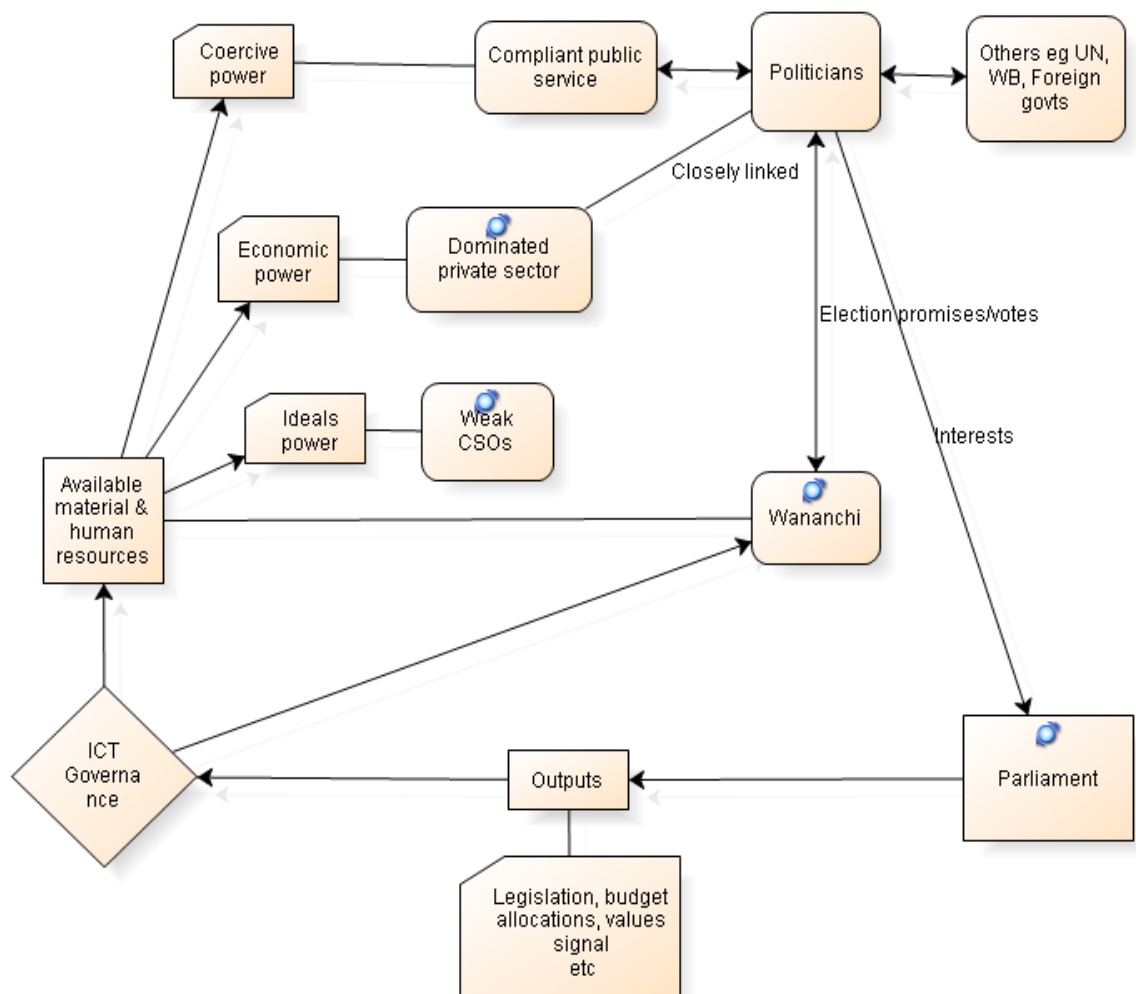 Coercive
power
Compliant public
service
Politicians
Others eg UN,
WB, Foreign
govts
Closely linked
Economic
power
Dominated
private sector
Election promises/votes
Ideals
power
Weak
CSOs
Interests
Available
material &
human
resources
Wananchi
ICT
Governa
nce
Outputs
Parliament
Legislation, budget
allocations, values
signal
etc